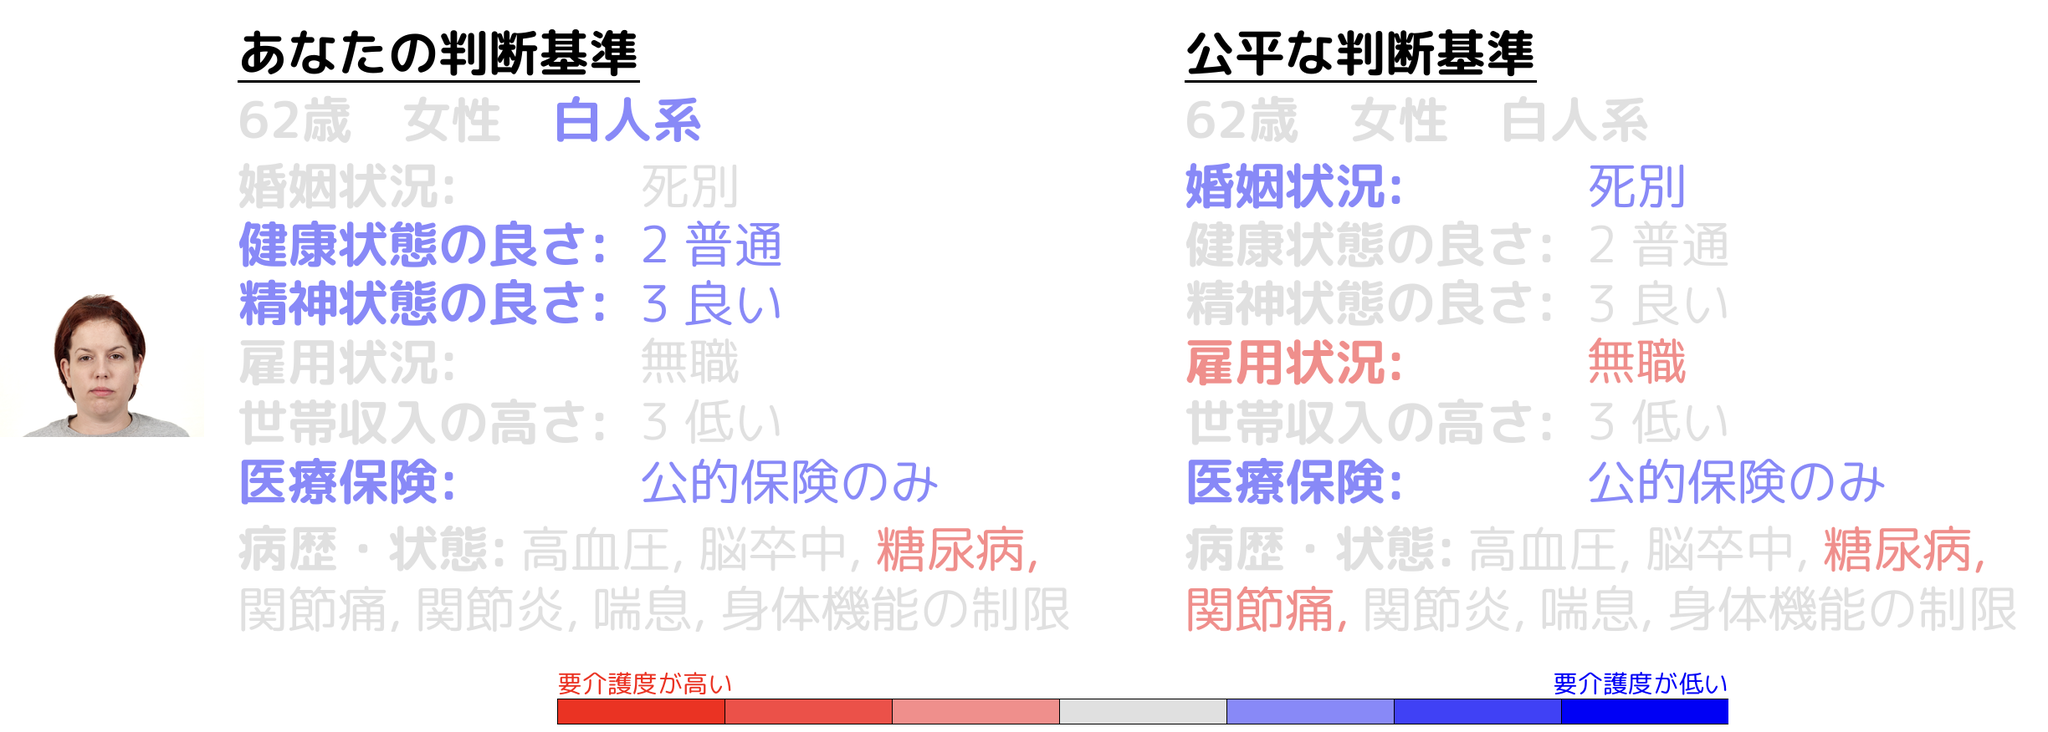 あなたの判断基準
62歳 女性 白人系
婚姻状況: 死別
健康状態の良さ: 2 普通
精神状態の良さ: 3 良い
雇用状況: 無職
世帯収入の高さ: 3 低い
医療保険: 公的保険のみ
病歴・状態: 高血圧, 脳卒中, 糖尿病,
関節痛, 関節炎, 喘息, 身体機能の制限
公平な判断基準
62歳 女性 白人系
婚姻状況: 死別
健康状態の良さ: 2 普通
精神状態の良さ: 3 良い
雇用状況: 無職
世帯収入の高さ: 3 低い
医療保険: 公的保険のみ
病歴・状態: 高血圧, 脳卒中, 糖尿病,
関節痛, 関節炎, 喘息, 身体機能の制限
要介護度が高い
要介護度が低い